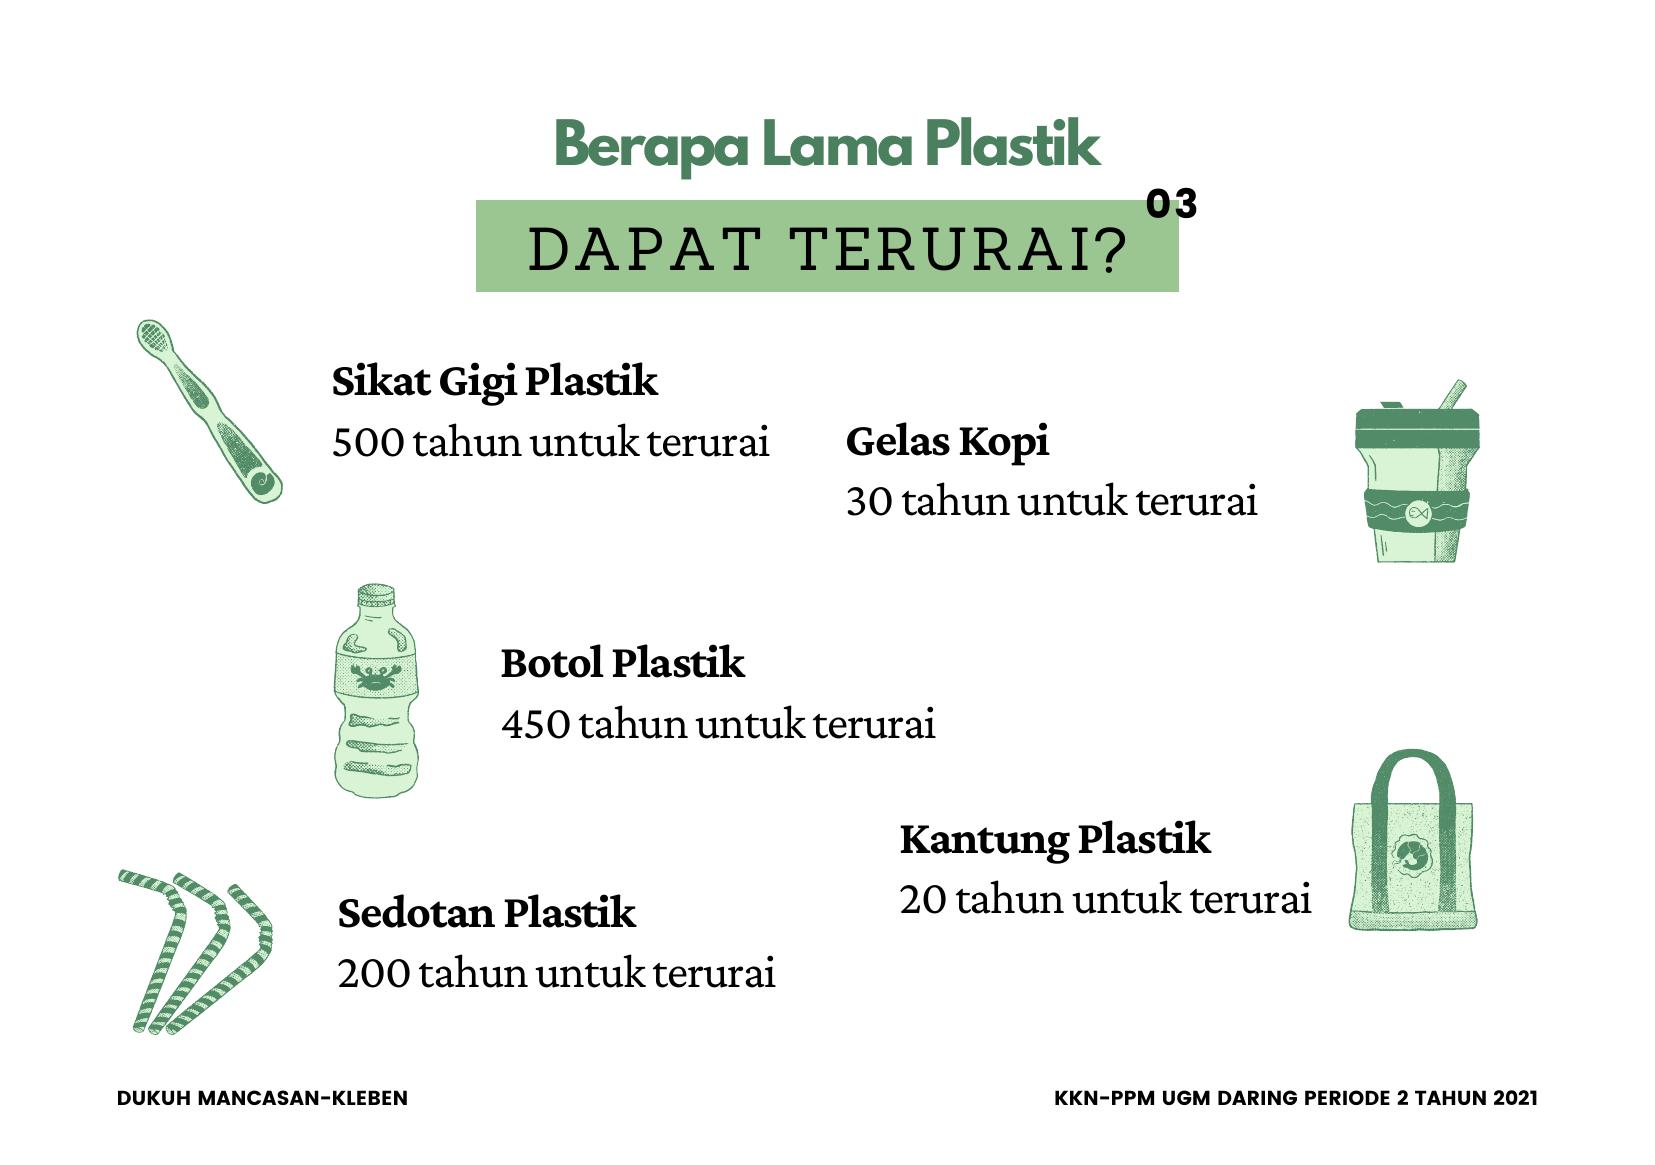 Berapa Lama Plastik
03
DAPAT TERURAI?
Sikat Gigi Plastik
500 tahun untuk terurai
Gelas Kopi
30 tahun untuk terurai
Botol Plastik
450 tahun untuk terurai
Kantung Plastik
20 tahun untuk terurai
Sedotan Plastik
200 tahun untuk terurai
DUKUH MANCASAN-KLEBEN
KKN-PPM UGM DARING PERIODE 2 TAHUN 2021